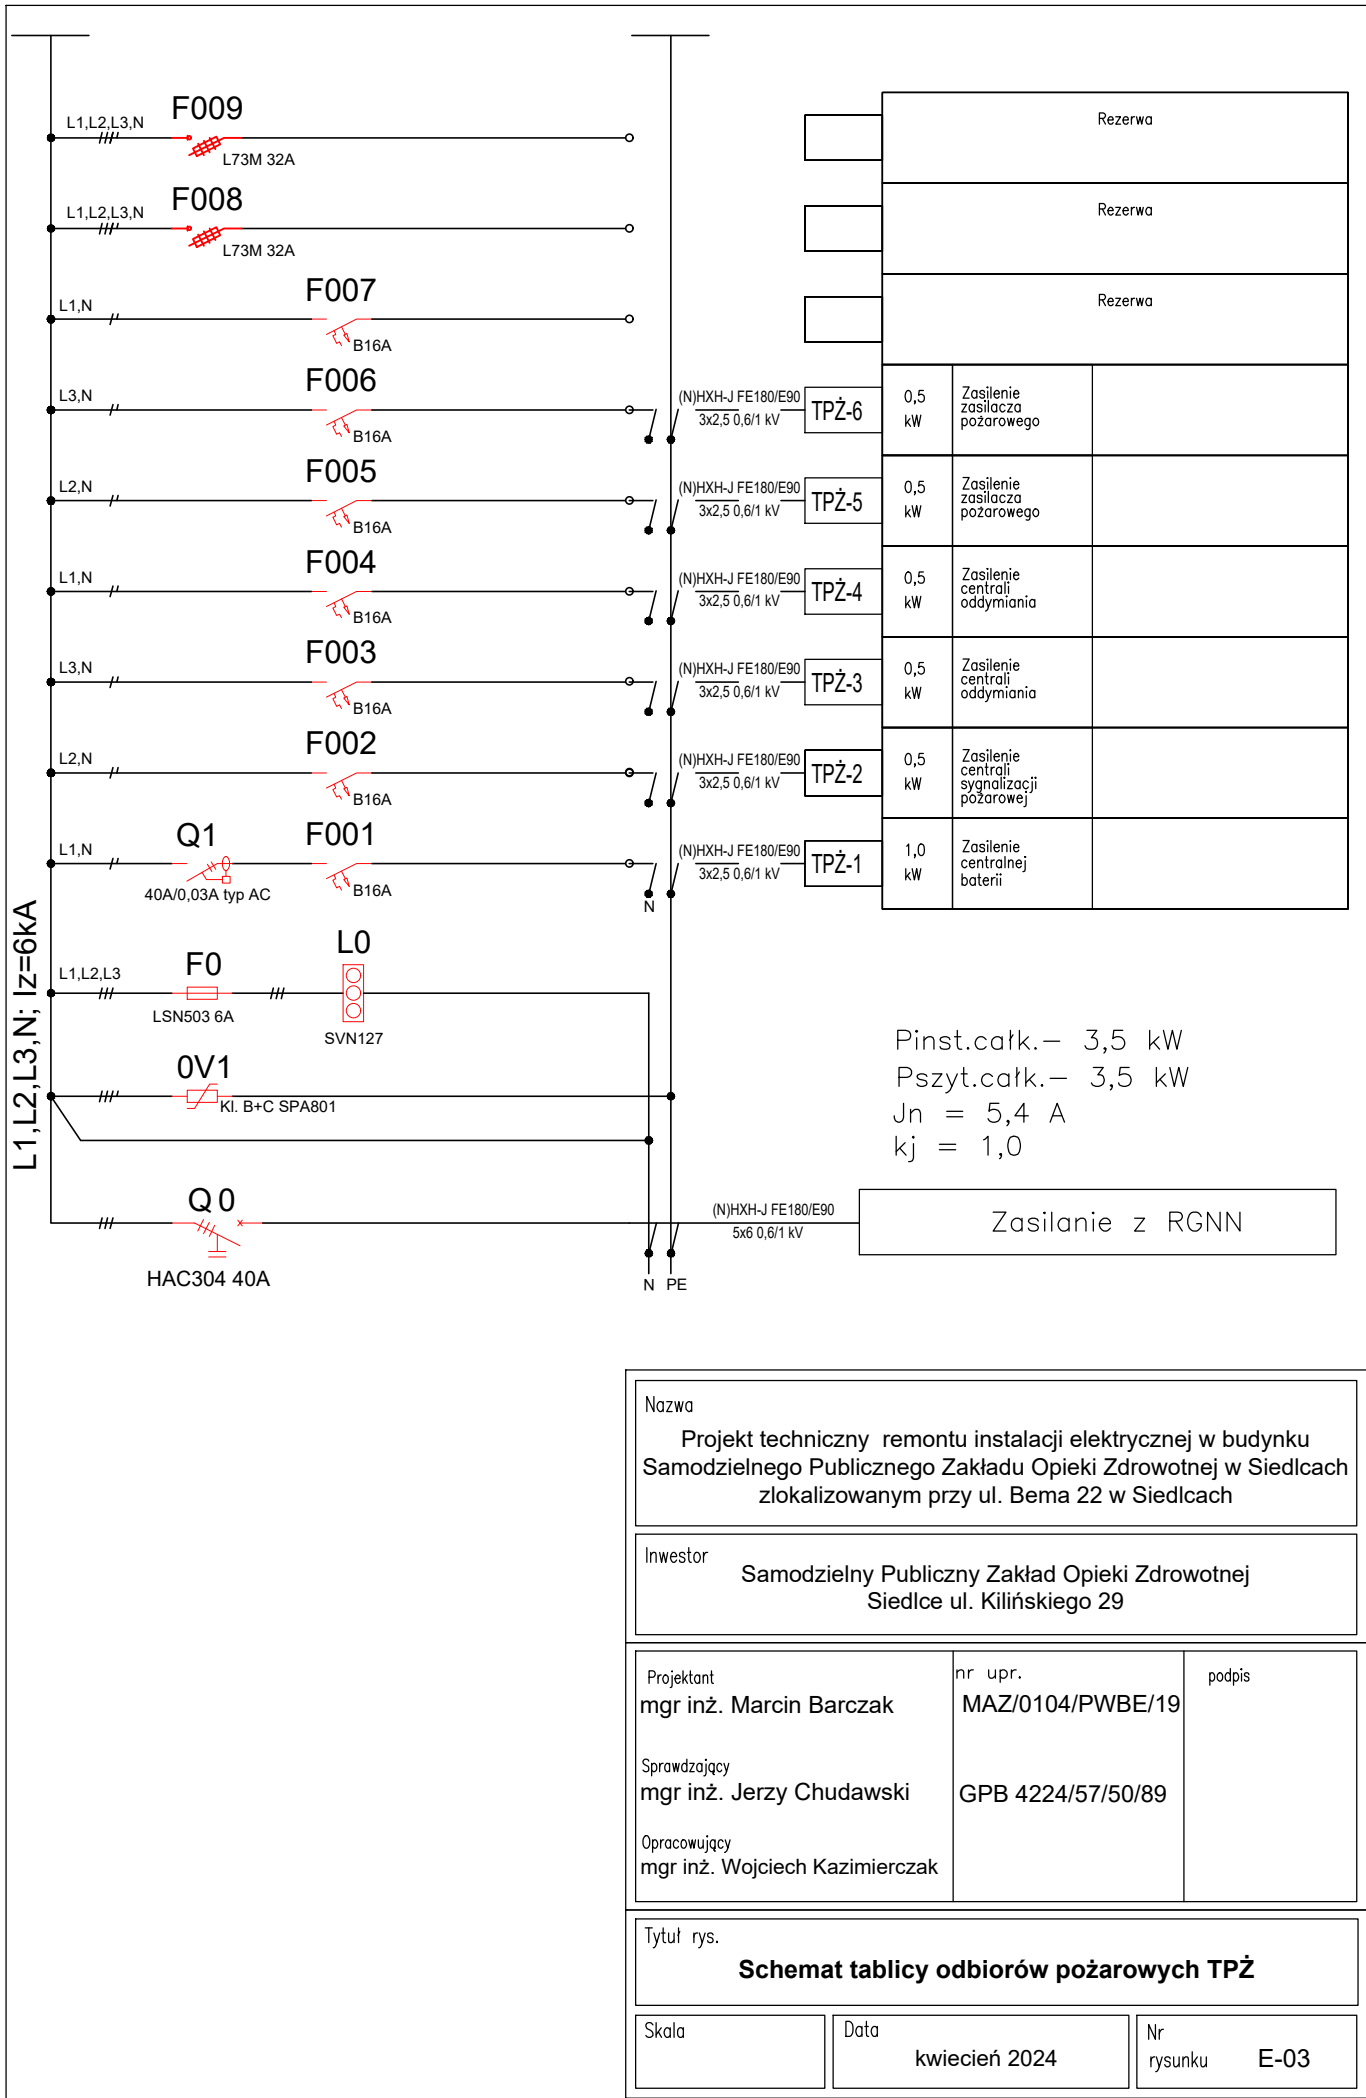 F009
L1,L2,L3,N
L73M 32A
Rezerwa
F008
L1,L2,L3,N
L73M 32A
Rezerwa
F007
L1,N
B16A
Rezerwa
F006
L3,N
B16A
(N)HXH-J FE180/E90
3x2,5 0,6/1 kV
TPŻ-6
0,5
kW
Zasilenie
zasilacza
pożarowego
F005
L2,N
B16A
(N)HXH-J FE180/E90
3x2,5 0,6/1 kV
TPŻ-5
0,5
kW
Zasilenie
zasilacza
pożarowego
F004
L1,N
B16A
(N)HXH-J FE180/E90
3x2,5 0,6/1 kV
TPŻ-4
0,5
kW
Zasilenie
centrali
oddymiania
F003
L3,N
B16A
(N)HXH-J FE180/E90
3x2,5 0,6/1 kV
TPŻ-3
0,5
kW
Zasilenie
centrali
oddymiania
F002
L2,N
B16A
(N)HXH-J FE180/E90
3x2,5 0,6/1 kV
TPŻ-2
0,5
kW
Zasilenie
centrali
sygnalizacji
pożarowej
Q1
F001
L1,N
40A/0,03A typ AC
B16A
N
(N)HXH-J FE180/E90
3x2,5 0,6/1 kV
TPŻ-1
1,0
kW
Zasilenie
centralnej
baterii
L1,L2,L3,N; Iz=6kA
L1,L2,L3
F0
LSN503 6A
L0
SVN127
0V1
Kl. B+C SPA801
Pinst.całk.– 3,5 kW
Pszyt.całk.– 3,5 kW
Jn = 5,4 A
kj = 1,0
Q0
HAC304 40A
(N)HXH-J FE180/E90
5x6 0,6/1 kV
Zasilanie z RGNN
N PE
Nazwa
Projekt techniczny remontu instalacji elektrycznej w budynku
Samodzielnego Publicznego Zakładu Opieki Zdrowotnej w Siedlcach
zlokalizowanym przy ul. Bema 22 w Siedlcach
Inwestor
Samodzielny Publiczny Zakład Opieki Zdrowotnej
Siedlce ul. Kilińskiego 29
Projektant
nr upr.
podpis
mgr inż. Marcin Barczak
MAZ/0104/PWBE/19
Sprawdzający
mgr inż. Jerzy Chudawski
GPB 4224/57/50/89
Opracowujący
mgr inż. Wojciech Kazimierczak
Tytuł rys.
Schemat tablicy odbiorów pożarowych TPŻ
Skala
Data
kwiecień 2024
Nr
rysunku
E-03